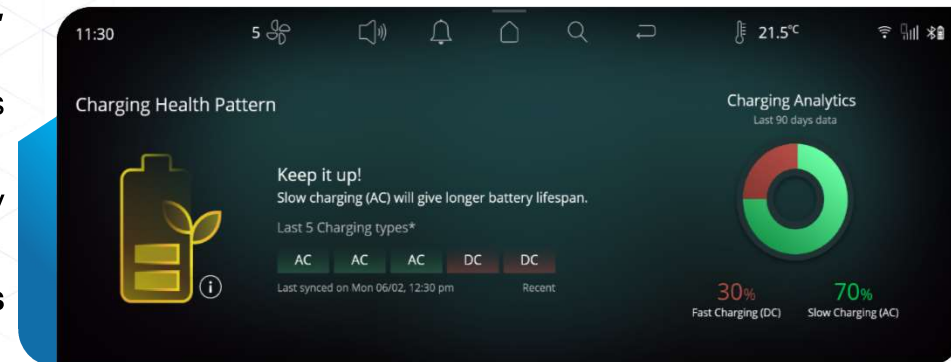 11:30
5
21.5°C
Charging Health Pattern
Keep it up!
Slow charging (AC) will give longer battery lifespan.
Last 5 Charging types*
AC AC AC DC DC
Last synced on Mon 06/02, 12:30 pm Recent
Charging Analytics
Last 90 days data
30% 70%
Fast Charging (DC) Slow Charging (AC)